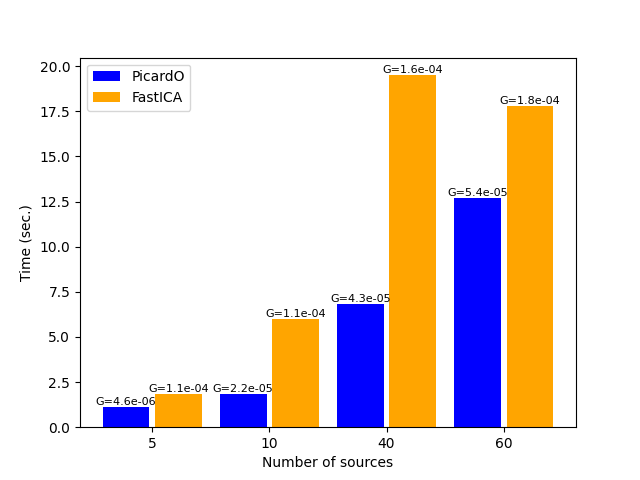 PicardO
FastICA
20.0
17.5
15.0
12.5
10.0
7.5
5.0
2.5
0.0
Time (sec.)
G=4.6e-06
G=1.1e-04
G=2.2e-05
G=1.1e-04
G=4.3e-05
G=1.6e-04
G=5.4e-05
G=1.8e-04
5
10
40
60
Number of sources